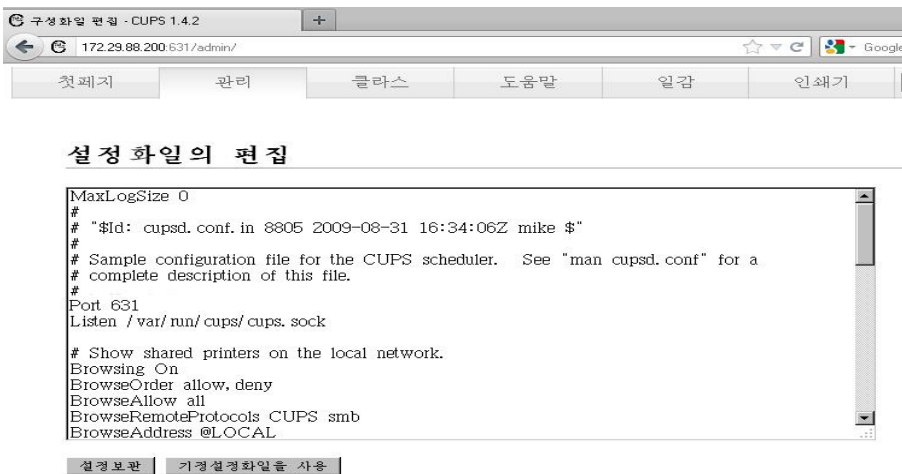 구성화일 편집 - CUPS 1.4.2
172.29.88.200:631/admin/
Google
첫페지 관리 클라스 도움말 일감 인쇄기
설정화일의 편집
MaxLogSize 0
#
# "$Id: cupsd.conf.in 8805 2009-08-31 16:34:06Z mike $"
#
# Sample configuration file for the CUPS scheduler. See "man cupsd.conf" for a
# complete description of this file.
#
Port 631
Listen /var/run/cups/cups.sock
# Show shared printers on the local network.
Browsing On
BrowseOrder allow,deny
BrowseAllow all
BrowseRemoteProtocols CUPS smb
BrowseAddress @LOCAL
설정보관 기정설정화일을 사용